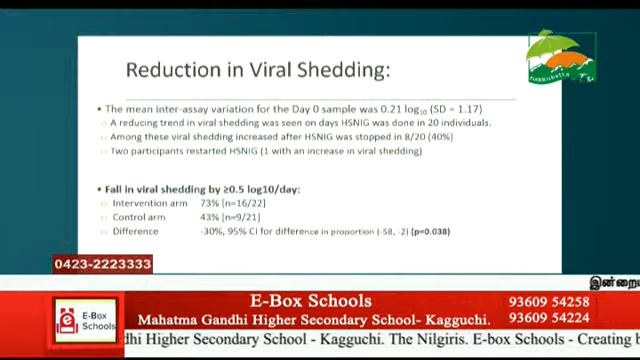 Reduction in Viral Shedding:
The mean inter-assay variation for the Day 0 sample was 0.21 log10 (SD = 1.17)
A reducing trend in viral shedding was seen on days HSNIG was done in 20 individuals.
Among these viral shedding increased after HSNIG was stopped in 8/20 (40%)
Two participants restarted HSNIG (1 with an increase in viral shedding)
Fall in viral shedding by ≥0.5 log10/day:
Intervention arm 73% [n=16/22]
Control arm 43% [n=9/21]
Difference -30%, 95% CI for difference in proportion (-58, -2) (p=0.038)
0423-2223333
E-Box Schools
Mahatma Gandhi Higher Secondary School- Kagguchi.
93609 54258
93609 54224
E-Box
Schools
dhi Higher Secondary School - Kagguchi. The Nilgiris. E-box Schools - Creating